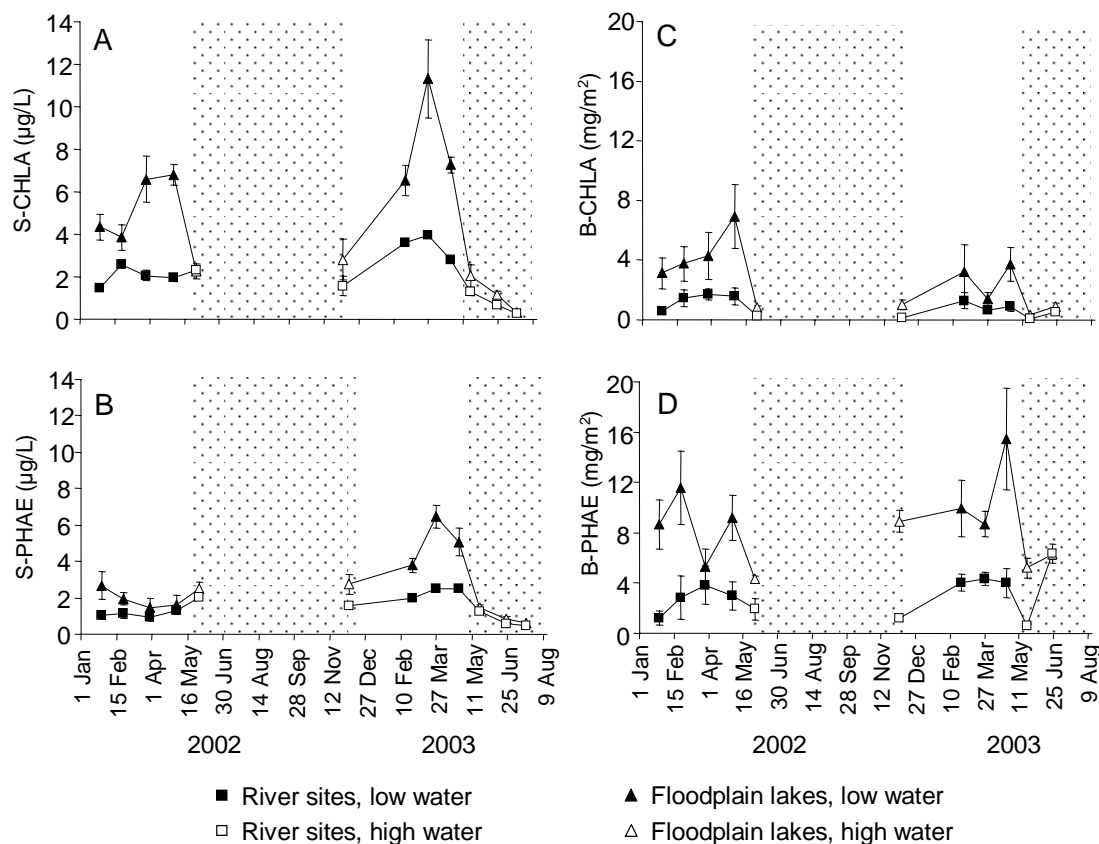 A
S-CHLA (µg/L)
14
12
10
8
6
4
2
0
C
B-CHLA (mg/m²)
20
16
12
8
4
0
B
S-PHAE (µg/L)
14
12
10
8
6
4
2
0
D
B-PHAE (mg/m²)
20
16
12
8
4
0
1 Jan
15 Feb
1 Apr
16 May
30 Jun
14 Aug
28 Sep
12 Nov
27 Dec
10 Feb
27 Mar
11 May
25 Jun
9 Aug
2002
2003
1 Jan
15 Feb
1 Apr
16 May
30 Jun
14 Aug
28 Sep
12 Nov
27 Dec
10 Feb
27 Mar
11 May
25 Jun
9 Aug
2002
2003
River sites, low water
River sites, high water
Floodplain lakes, low water
Floodplain lakes, high water